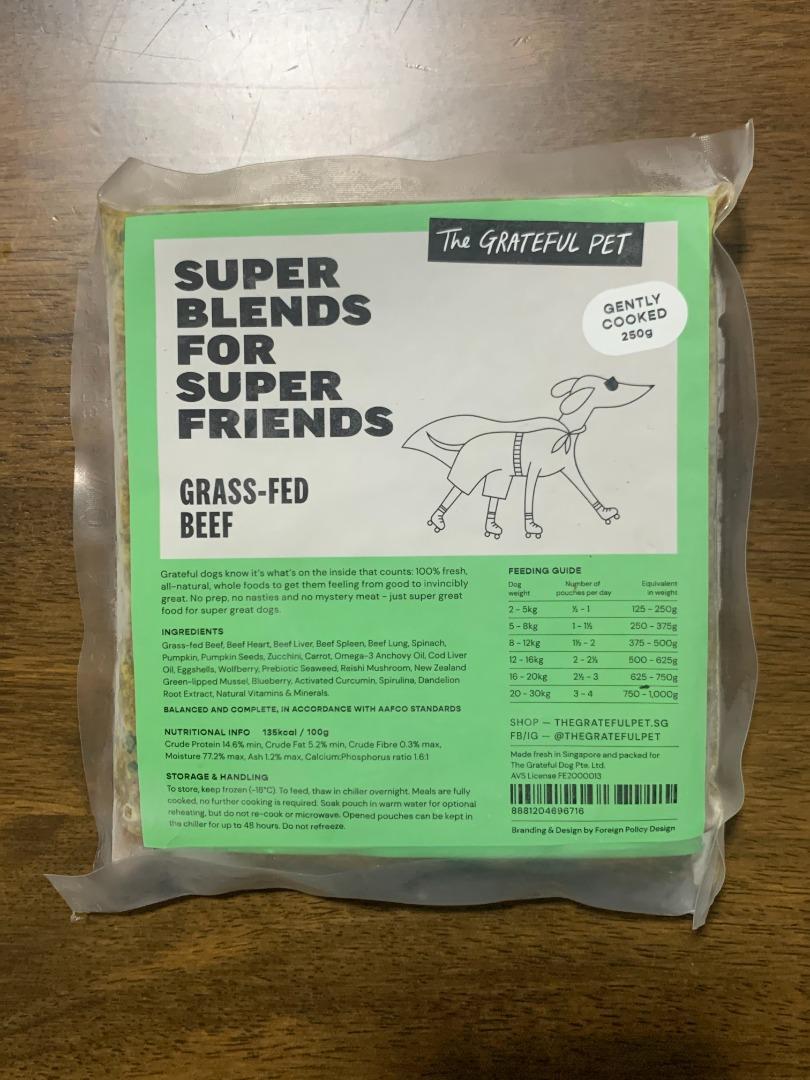 The GRATEFUL PET
SUPER
BLENDS
FOR
SUPER
FRIENDS
GENTLY
COOKED
250g
GRASS-FED
BEEF
Grateful dogs know it's what's on the inside that counts: 100% fresh,
all-natural, whole foods to get them feeling from good to invincibly
great. No prep, no nasties and no mystery meat - just super great
food for super great dogs.
INGREDIENTS
Grass-fed Beef, Beef Heart, Beef Liver, Beef Spleen, Beef Lung, Spinach,
Pumpkin, Pumpkin Seeds, Zucchini, Carrot, Omega-3 Anchovy Oil, Cod Liver
Oil, Eggshells, Wolfberry, Prebiotic Seaweed, Reishi Mushroom, New Zealand
Green-lipped Mussel, Blueberry, Activated Curcumin, Spirulina, Dandelion
Root Extract, Natural Vitamins & Minerals.
BALANCED AND COMPLETE, IN ACCORDANCE WITH AAFCO STANDARDS
NUTRITIONAL INFO 135kcal / 100g
Crude Protein 14.6% min, Crude Fat 5.2% min, Crude Fibre 0.3% max,
Moisture 77.2% max, Ash 1.2% max, Calcium:Phosphorus ratio 1.6:1
STORAGE & HANDLING
To store, keep frozen (-18°C). To feed, thaw in chiller overnight. Meals are fully
cooked, no further cooking is required. Soak pouch in warm water for optional
reheating, but do not re-cook or microwave. Opened pouches can be kept in
the chiller for up to 48 hours. Do not refreeze.
FEEDING GUIDE
Dog weight Number of pouches per day Equivalent in weight
2 - 5kg ½ - 1 125 - 250g
5 - 8kg 1 - 1½ 250 - 375g
8 - 12kg 1½ - 2 375 - 500g
12 - 16kg 2 - 2½ 500 - 625g
16 - 20kg 2½ - 3 625 - 750g
20 - 30kg 3 - 4 750 - 1,000g
SHOP — THEGRATEFULPET.SG
FB/IG — @THEGRATEFULPET
Made fresh in Singapore and packed for
The Grateful Dog Pte. Ltd.
AVS License FE2000013
8881204696716
Branding & Design by Foreign Policy Design